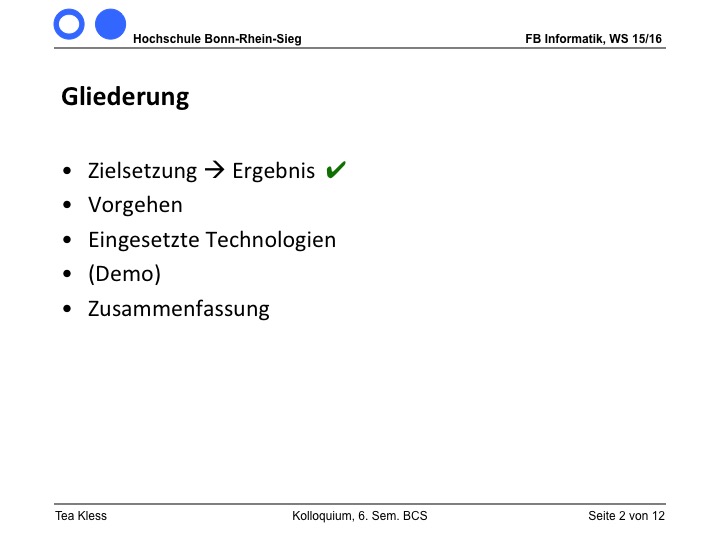 Hochschule Bonn-Rhein-Sieg FB Informatik, WS 15/16
Gliederung
• Zielsetzung → Ergebnis ✔
• Vorgehen
• Eingesetzte Technologien
• (Demo)
• Zusammenfassung
Tea Kless Kolloquium, 6. Sem. BCS Seite 2 von 12